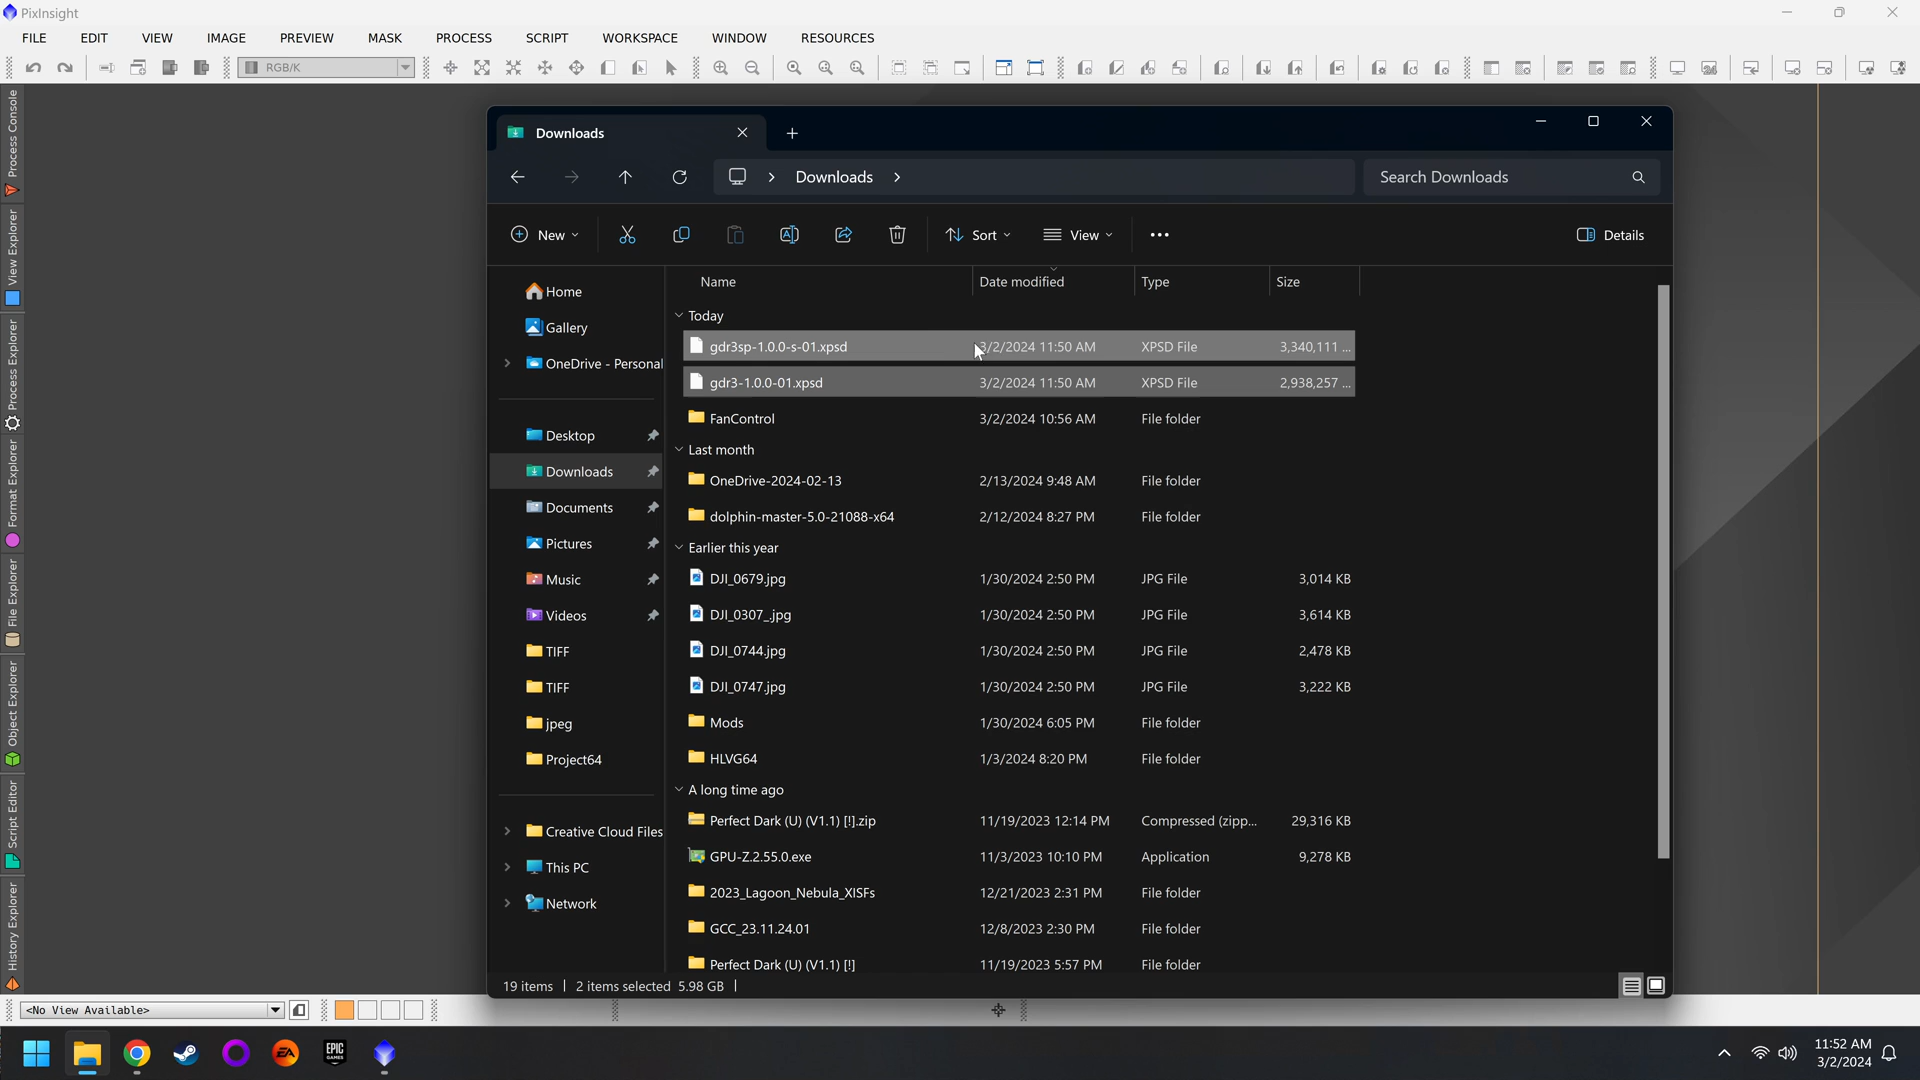 PixInsight
FILE EDIT VIEW IMAGE PREVIEW MASK PROCESS SCRIPT WORKSPACE WINDOW RESOURCES
RGB/K
24
Process Console
View Explorer
Process Explorer
Format Explorer
File Explorer
Object Explorer
Script Editor
History Explorer
Downloads
Downloads
Search Downloads
New
Sort
View
Details
Home
Gallery
OneDrive - Personal
Desktop
Downloads
Documents
Pictures
Music
Videos
TIFF
TIFF
jpeg
Project64
Creative Cloud Files
This PC
Network
Name Date modified Type Size
Today
gdr3sp-1.0.0-s-01.xpsd 3/2/2024 11:50 AM XPSD File 3,340,111 ...
gdr3-1.0.0-01.xpsd 3/2/2024 11:50 AM XPSD File 2,938,257 ...
FanControl 3/2/2024 10:56 AM File folder
Last month
OneDrive-2024-02-13 2/13/2024 9:48 AM File folder
dolphin-master-5.0-21088-x64 2/12/2024 8:27 PM File folder
Earlier this year
DJI_0679.jpg 1/30/2024 2:50 PM JPG File 3,014 KB
DJI_0307_.jpg 1/30/2024 2:50 PM JPG File 3,614 KB
DJI_0744.jpg 1/30/2024 2:50 PM JPG File 2,478 KB
DJI_0747.jpg 1/30/2024 2:50 PM JPG File 3,222 KB
Mods 1/30/2024 6:05 PM File folder
HLVG64 1/3/2024 8:20 PM File folder
A long time ago
Perfect Dark (U) (V1.1) [!].zip 11/19/2023 12:14 PM Compressed (zipp... 29,316 KB
GPU-Z.2.55.0.exe 11/3/2023 10:10 PM Application 9,278 KB
2023_Lagoon_Nebula_XISFs 12/21/2023 2:31 PM File folder
GCC_23.11.24.01 12/8/2023 2:30 PM File folder
Perfect Dark (U) (V1.1) [!] 11/19/2023 5:57 PM File folder
19 items 2 items selected 5.98 GB
<No View Available>
EA
EPIC GAMES
11:52 AM
3/2/2024